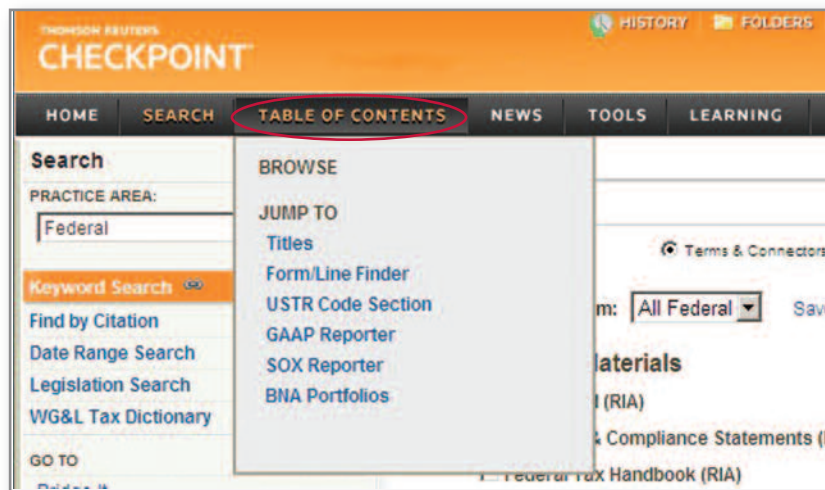 THOMSON REUTERS
CHECKPOINT
HISTORY FOLDERS
HOME SEARCH TABLE OF CONTENTS NEWS TOOLS LEARNING
Search
PRACTICE AREA:
Federal
Keyword Search
Find by Citation
Date Range Search
Legislation Search
WG&L Tax Dictionary
GO TO
BROWSE
JUMP TO
Titles
Form/Line Finder
USTR Code Section
GAAP Reporter
SOX Reporter
BNA Portfolios
Terms & Connectors
m: All Federal Sav
laterials
(RIA)
& Compliance Statements (
Federal Tax Handbook (RIA)